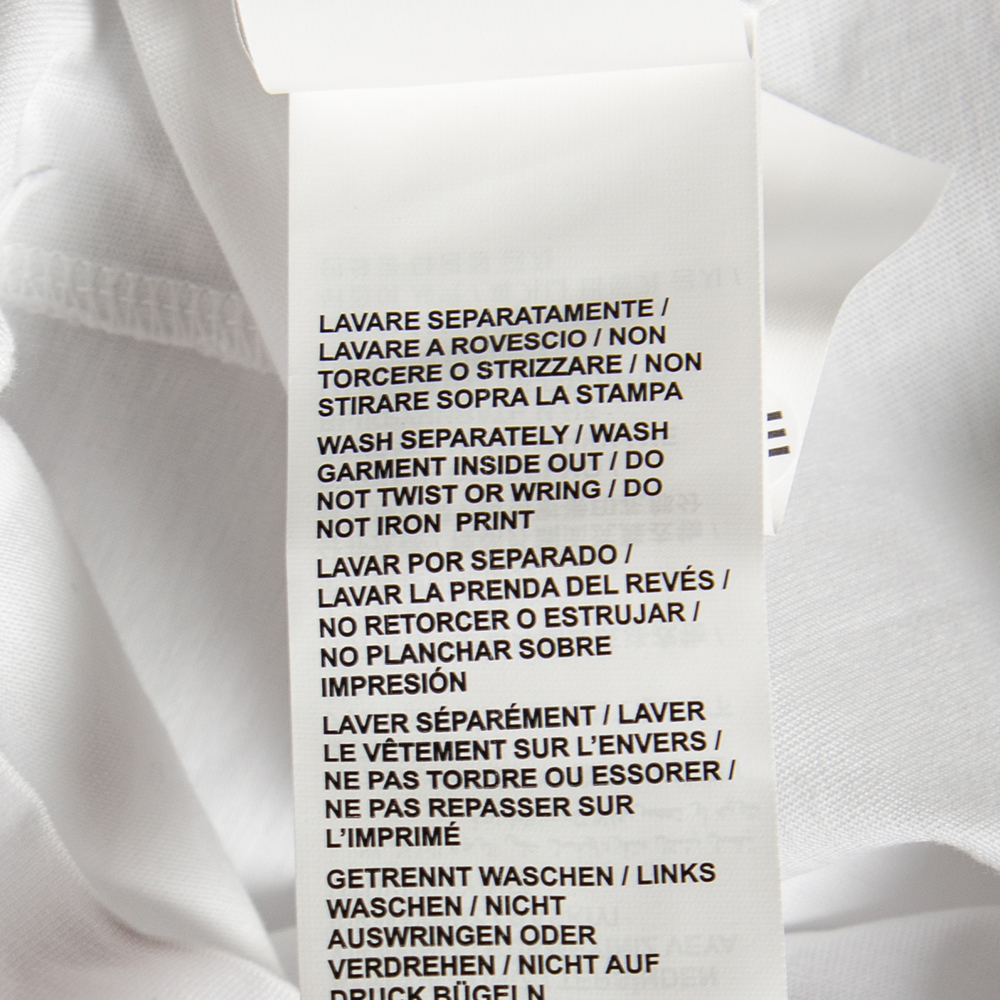 LAVARE SEPARATAMENTE /
LAVARE A ROVESCIO / NON
TORCERE O STRIZZARE / NON
STIRARE SOPRA LA STAMPA
WASH SEPARATELY / WASH
GARMENT INSIDE OUT / DO
NOT TWIST OR WRING / DO
NOT IRON PRINT
LAVAR POR SEPARADO /
LAVAR LA PRENDA DEL REVÉS /
NO RETORCER O ESTRUJAR /
NO PLANCHAR SOBRE
IMPRESIÓN
LAVER SÉPARÉMENT / LAVER
LE VÊTEMENT SUR L’ENVERS /
NE PAS TORDRE OU ESSORER /
NE PAS REPASSER SUR
L’IMPRIMÉ
GETRENNT WASCHEN / LINKS
WASCHEN / NICHT
AUSWRINGEN ODER
VERDREHEN / NICHT AUF
DRUCK BÜGELN